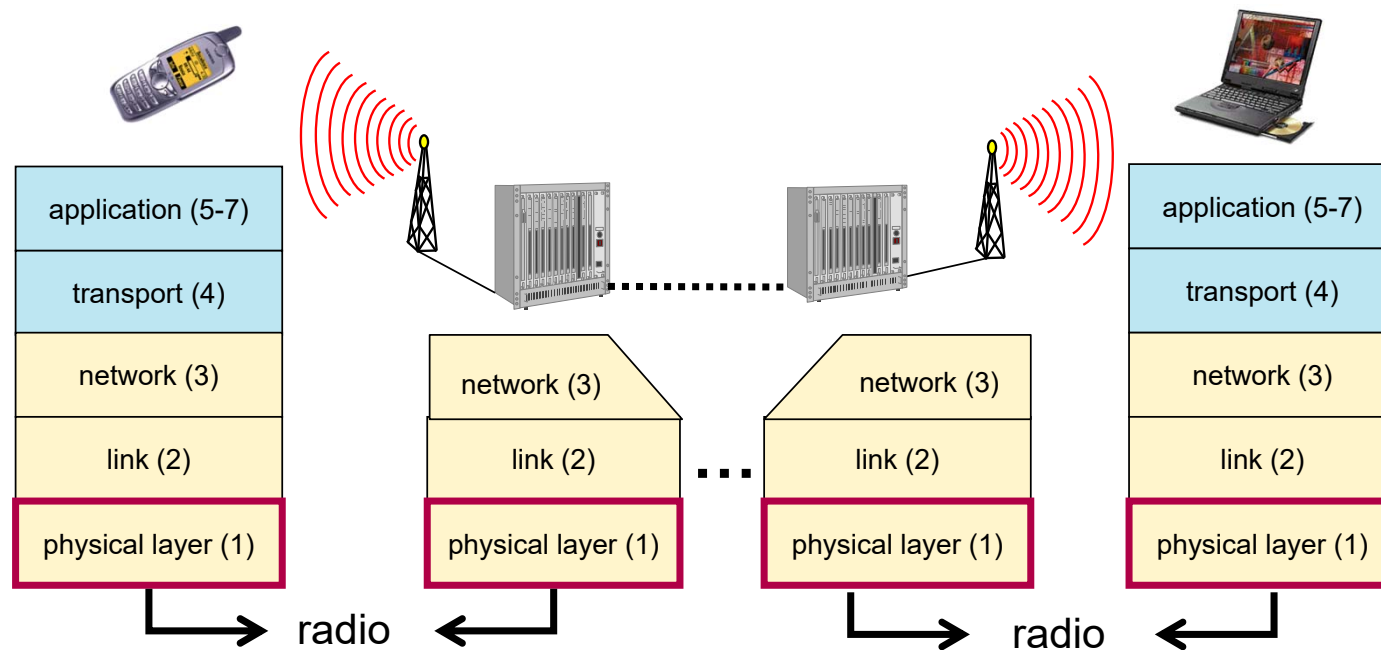 application (5-7)
transport (4)
network (3)
link (2)
physical layer (1)
network (3)
link (2)
physical layer (1)
network (3)
link (2)
physical layer (1)
application (5-7)
transport (4)
network (3)
link (2)
physical layer (1)
radio
radio